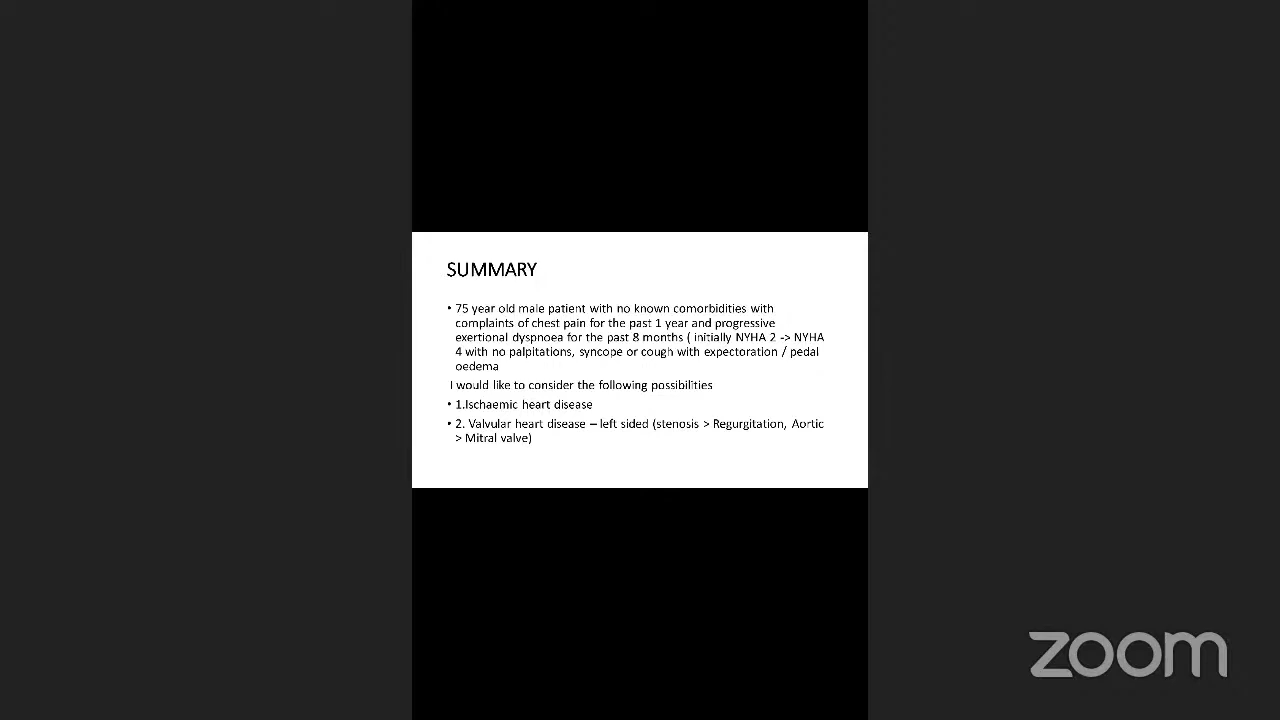 SUMMARY
• 75 year old male patient with no known comorbidities with
complaints of chest pain for the past 1 year and progressive
exertional dyspnoea for the past 8 months ( initially NYHA 2 -> NYHA
4 with no palpitations, syncope or cough with expectoration / pedal
oedema
I would like to consider the following possibilities
• 1.Ischaemic heart disease
• 2. Valvular heart disease – left sided (stenosis > Regurgitation, Aortic
> Mitral valve)
zoom